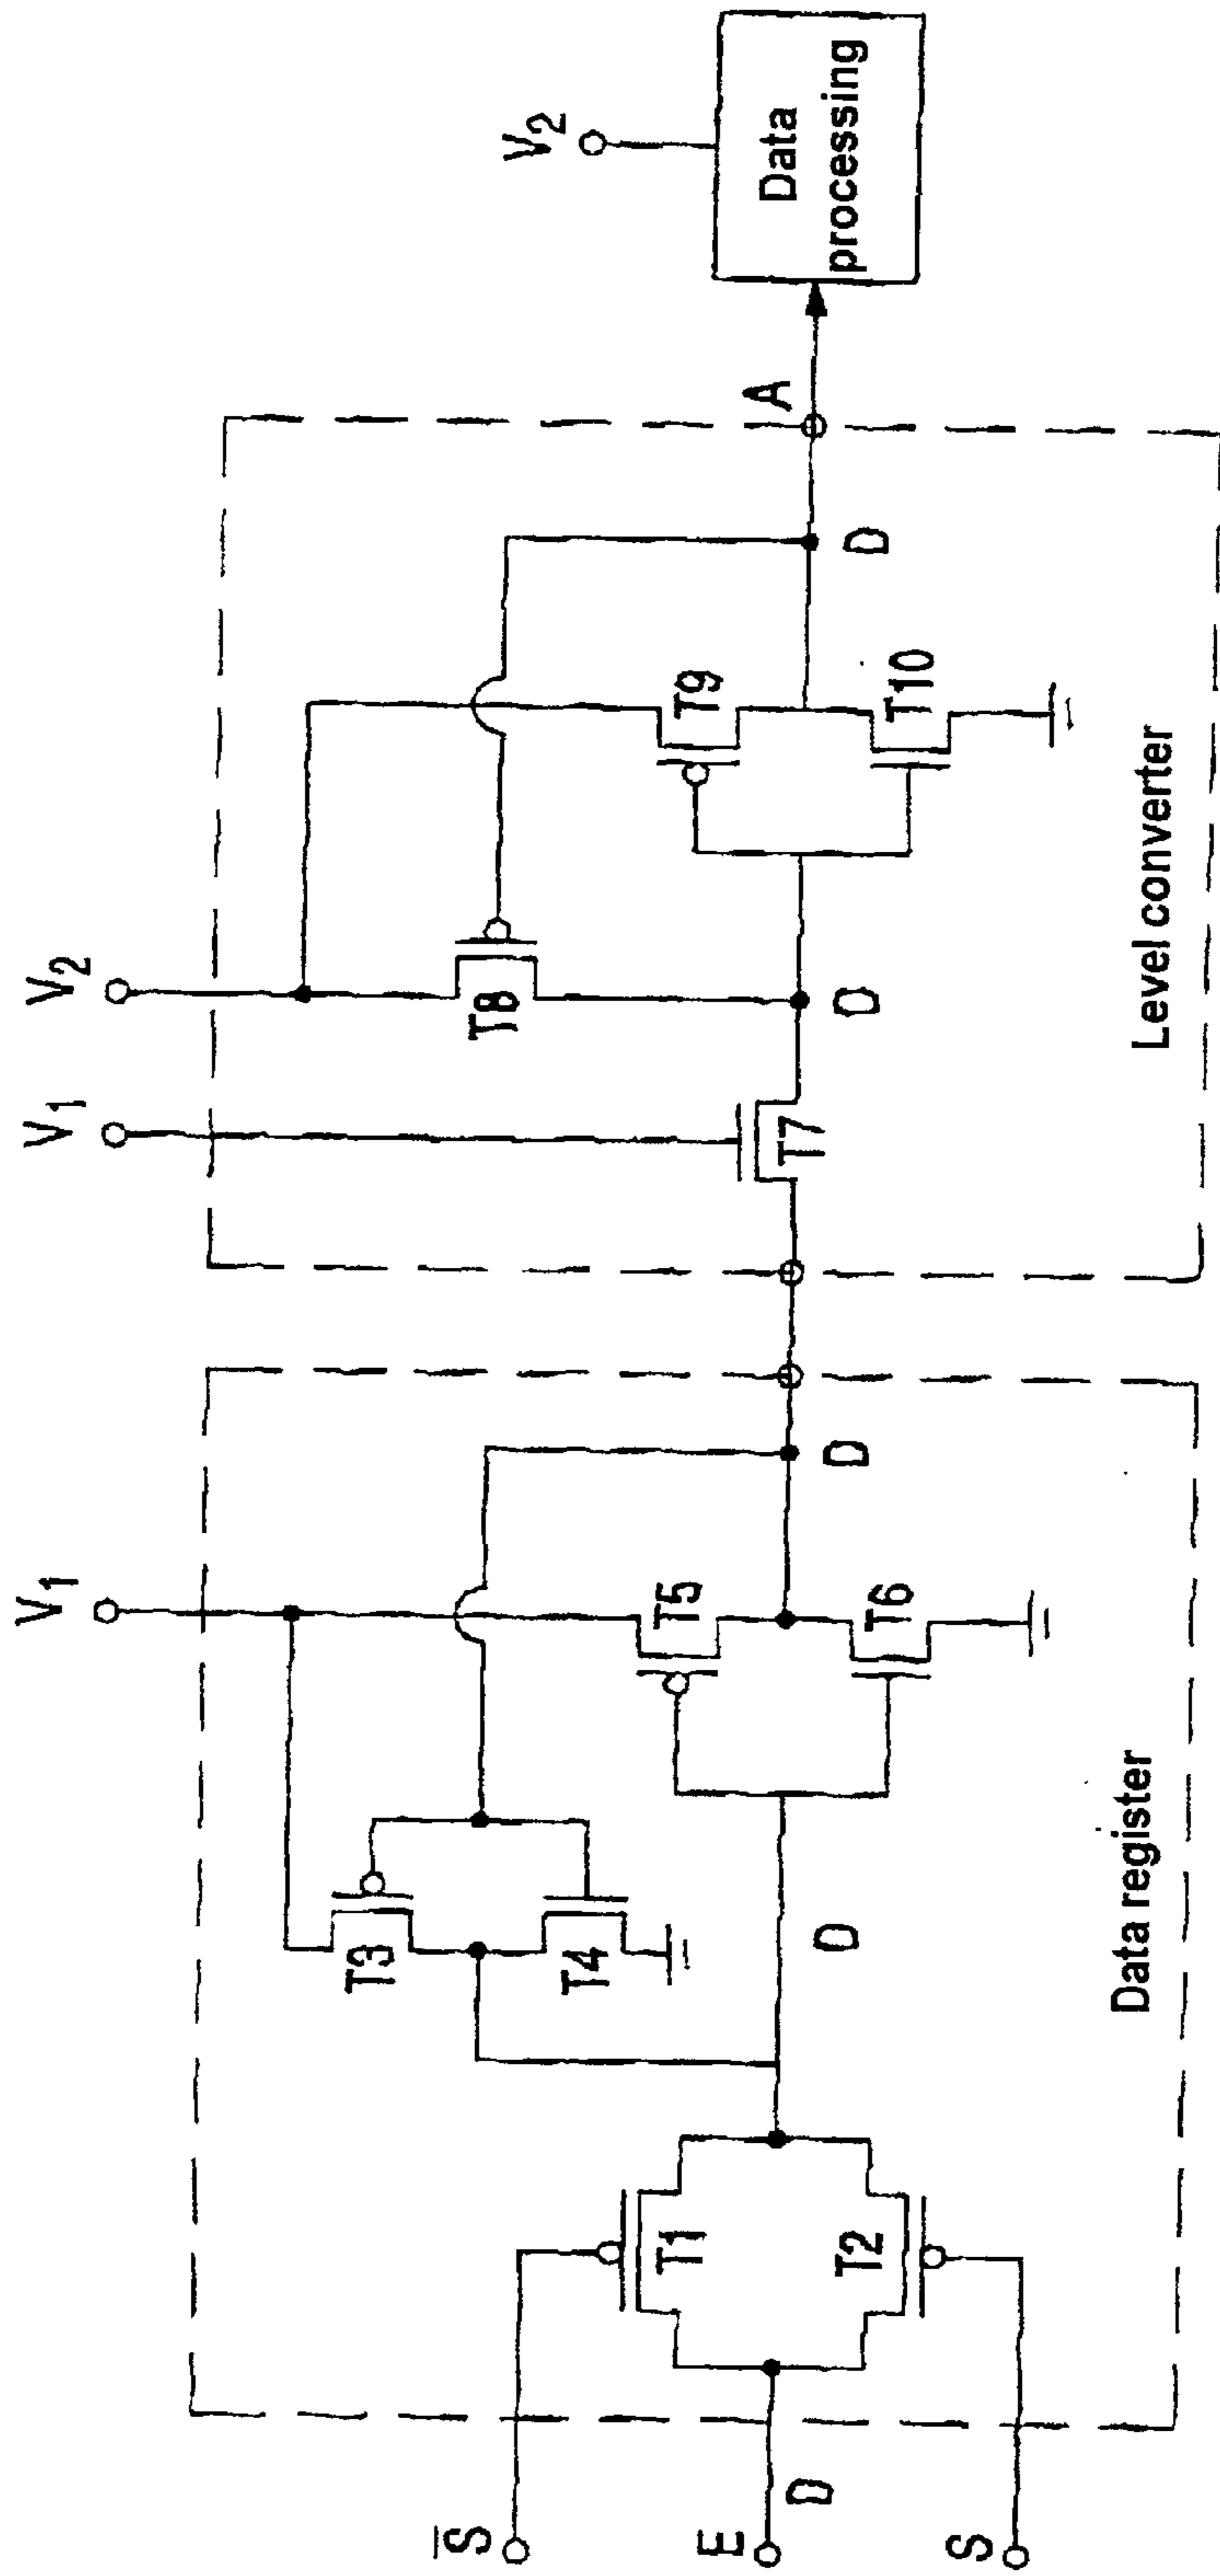 V1
V1
V2
V2
Data
processing
T3
T4
T5
T6
T8
T9
T10
T7
T1
T2
S̅
E
S
D
D
D
D
D
A
Data register
Level converter